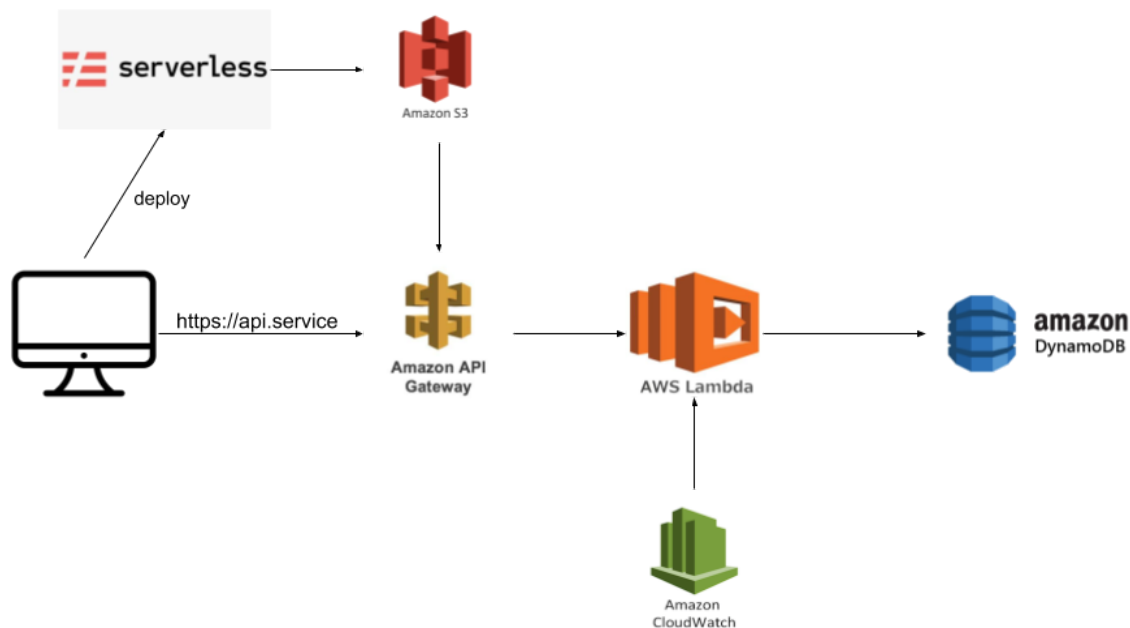 serverless
Amazon S3
deploy
https://api.service
Amazon API
Gateway
AWS Lambda
amazon
DynamoDB
Amazon
CloudWatch